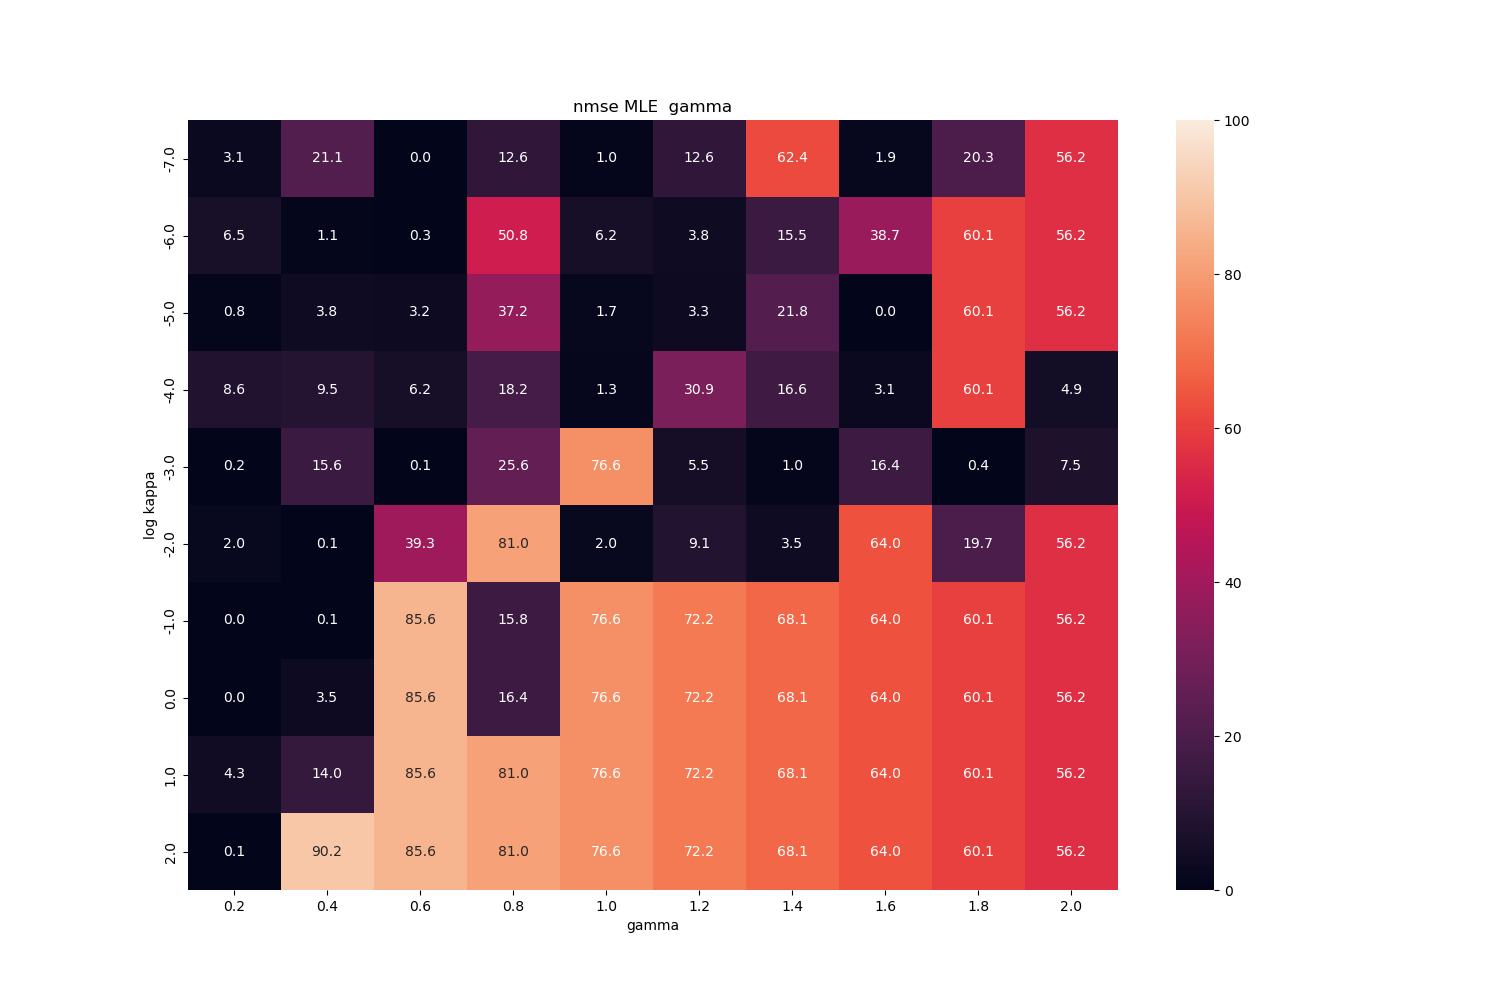 nmse MLE  gamma
-7.0 3.1 21.1 0.0 12.6 1.0 12.6 62.4 1.9 20.3 56.2
-6.0 6.5 1.1 0.3 50.8 6.2 3.8 15.5 38.7 60.1 56.2
-5.0 0.8 3.8 3.2 37.2 1.7 3.3 21.8 0.0 60.1 56.2
-4.0 8.6 9.5 6.2 18.2 1.3 30.9 16.6 3.1 60.1 4.9
-3.0 0.2 15.6 0.1 25.6 76.6 5.5 1.0 16.4 0.4 7.5
-2.0 2.0 0.1 39.3 81.0 2.0 9.1 3.5 64.0 19.7 56.2
-1.0 0.0 0.1 85.6 15.8 76.6 72.2 68.1 64.0 60.1 56.2
0.0 0.0 3.5 85.6 16.4 76.6 72.2 68.1 64.0 60.1 56.2
1.0 4.3 14.0 85.6 81.0 76.6 72.2 68.1 64.0 60.1 56.2
2.0 0.1 90.2 85.6 81.0 76.6 72.2 68.1 64.0 60.1 56.2
0.2 0.4 0.6 0.8 1.0 1.2 1.4 1.6 1.8 2.0
gamma
log kappa
100
80
60
40
20
0